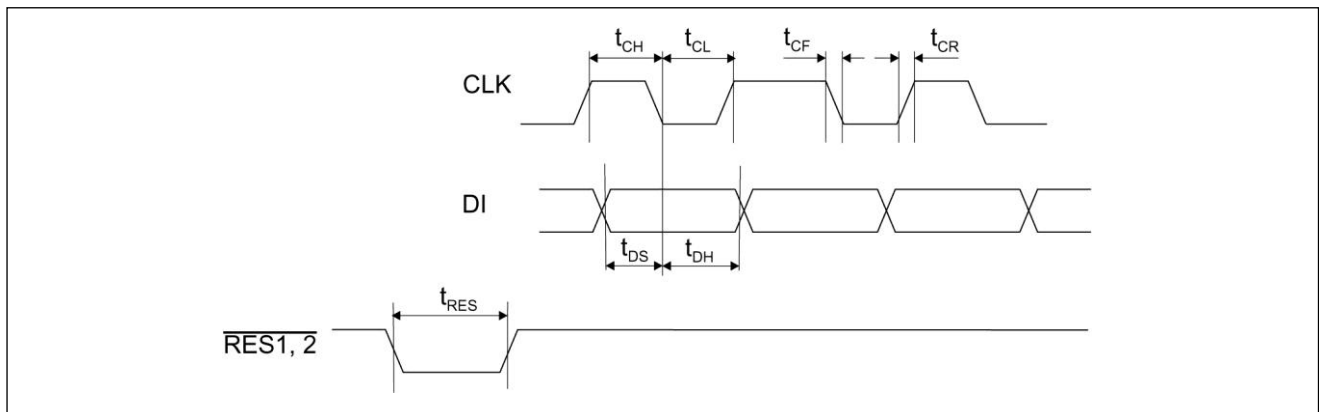 tCH tCL tCF tCR
CLK
DI
tDS tDH
tRES
RES1, 2